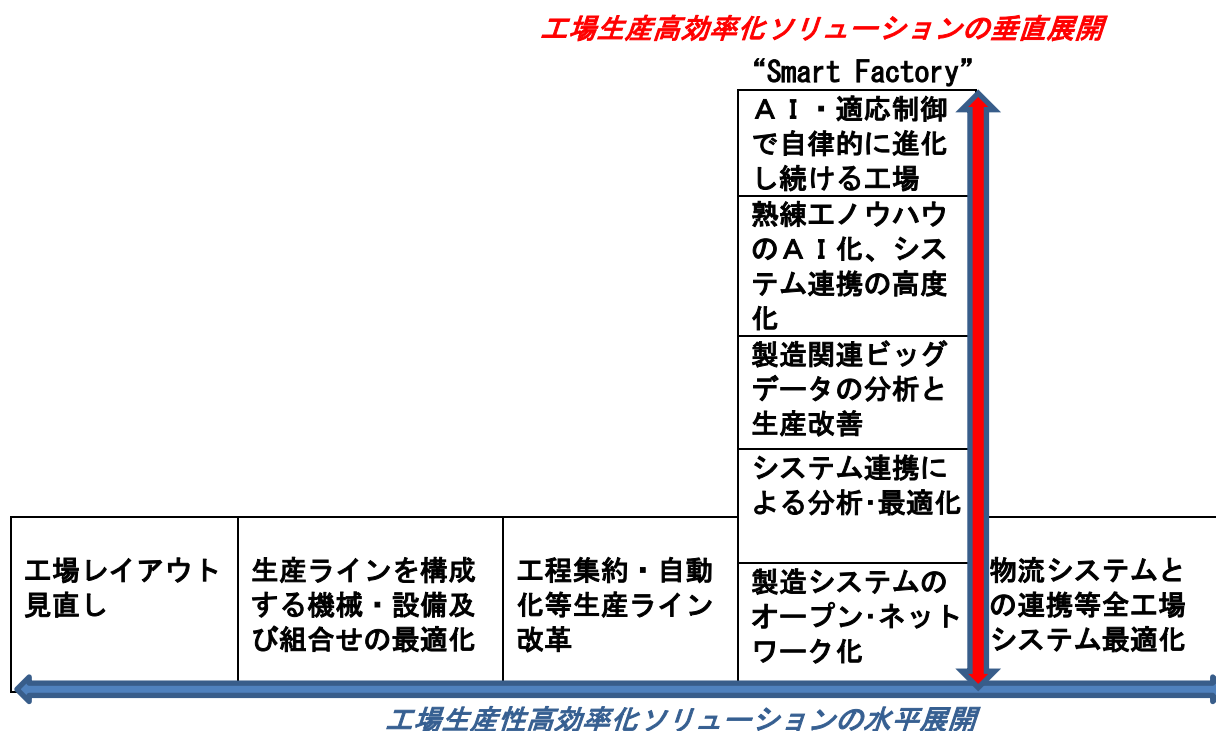 工場生産高効率化ソリューションの垂直展開
“Smart Factory”
ＡＩ・適応制御
で自律的に進化
し続ける工場
熟練工ノウハウ
のＡＩ化、シス
テム連携の高度
化
製造関連ビッグ
データの分析と
生産改善
システム連携に
よる分析･最適化
工場レイアウト
見直し
生産ラインを構成
する機械・設備及
び組合せの最適化
工程集約・自動
化等生産ライン
改革
製造システムの
オープン･ネット
ワーク化
物流システムと
の連携等全工場
システム最適化
工場生産性高効率化ソリューションの水平展開